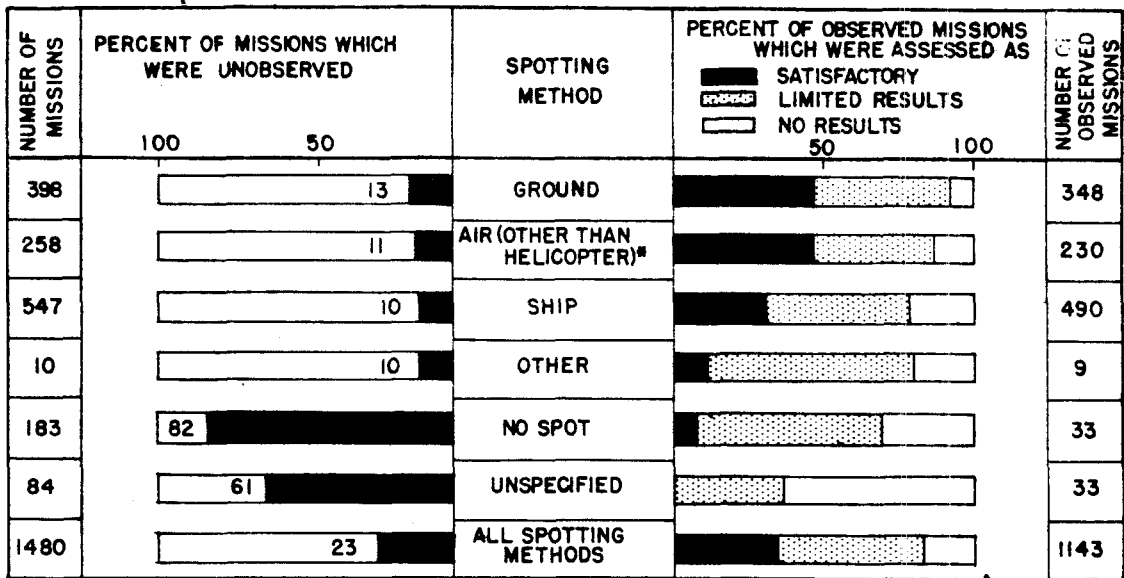 NUMBER OF
MISSIONS
PERCENT OF MISSIONS WHICH
WERE UNOBSERVED
100
50
SPOTTING
METHOD
PERCENT OF OBSERVED MISSIONS
WHICH WERE ASSESSED AS
SATISFACTORY
LIMITED RESULTS
NO RESULTS
50
100
NUMBER OF
OBSERVED
MISSIONS
398
13
GROUND
348
258
11
AIR (OTHER THAN
HELICOPTER)*
230
547
10
SHIP
490
10
10
OTHER
9
183
82
NO SPOT
33
84
61
UNSPECIFIED
33
1480
23
ALL SPOTTING
METHODS
1143